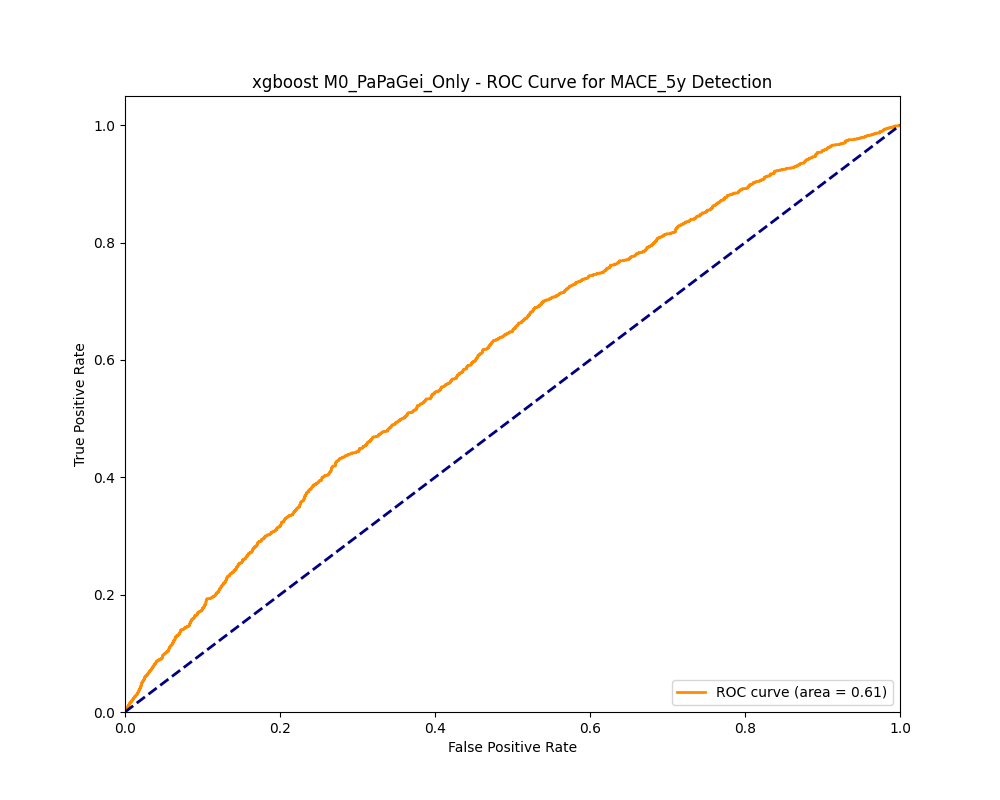 xgboost M0_PaPaGei_Only - ROC Curve for MACE_5y Detection
1.0
0.8
0.6
0.4
0.2
0.0
True Positive Rate
ROC curve (area = 0.61)
0.0 0.2 0.4 0.6 0.8 1.0
False Positive Rate